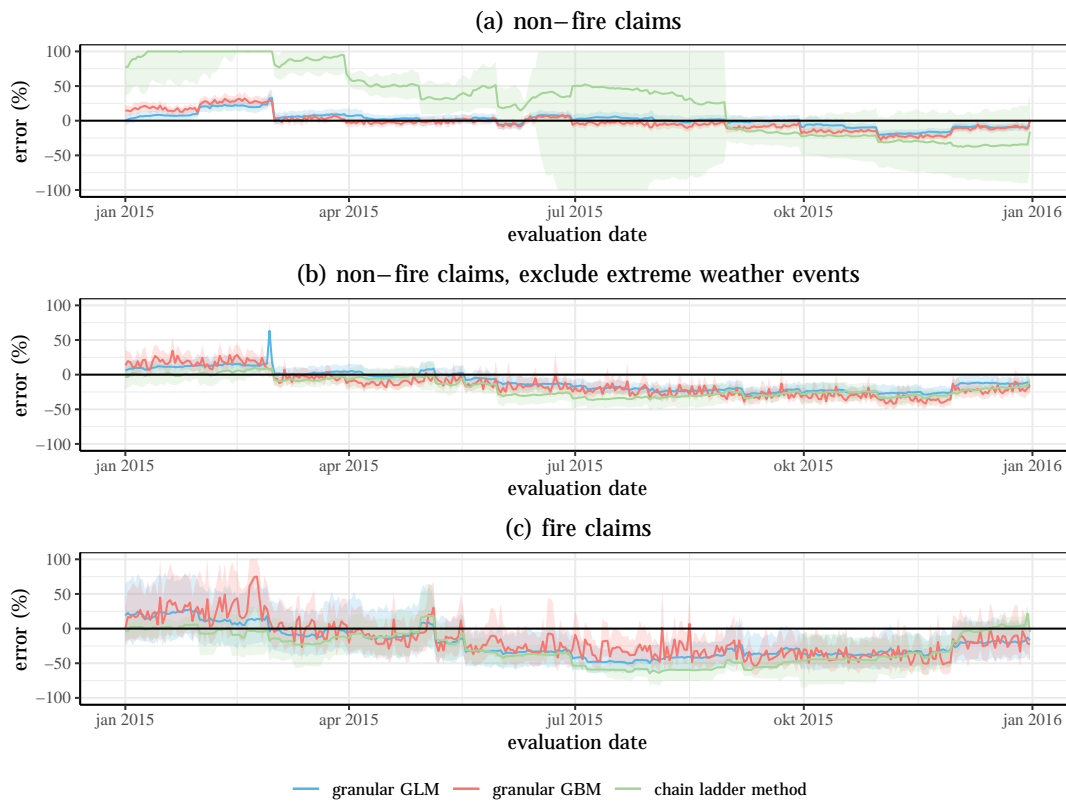 (a) non−fire claims
100
50
0
−50
−100
error (%)
jan 2015 apr 2015 jul 2015 okt 2015 jan 2016
evaluation date
(b) non−fire claims, exclude extreme weather events
100
50
0
−50
−100
error (%)
jan 2015 apr 2015 jul 2015 okt 2015 jan 2016
evaluation date
(c) fire claims
100
50
0
−50
−100
error (%)
jan 2015 apr 2015 jul 2015 okt 2015 jan 2016
evaluation date
granular GLM granular GBM chain ladder method